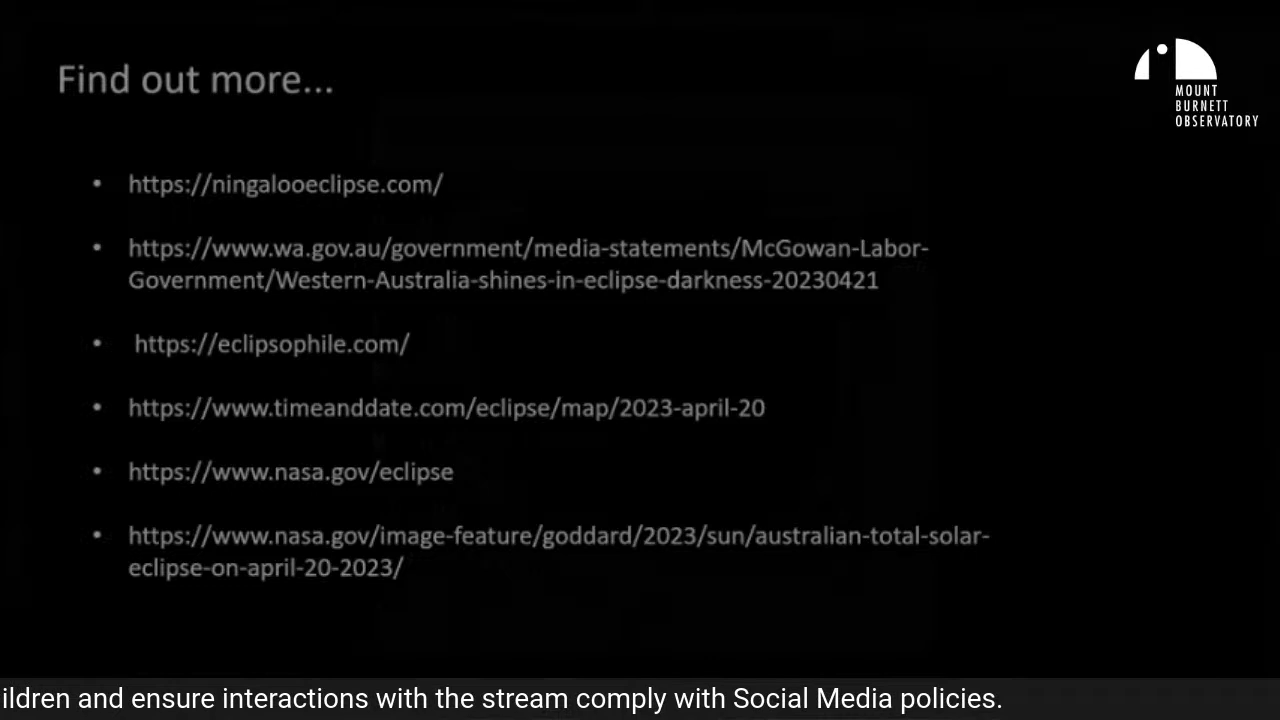 Find out more...
MOUNT
BURNETT
OBSERVATORY
• https://ningalooeclipse.com/
• https://www.wa.gov.au/government/media-statements/McGowan-Labor-
Government/Western-Australia-shines-in-eclipse-darkness-20230421
• https://eclipsophile.com/
• https://www.timeanddate.com/eclipse/map/2023-april-20
• https://www.nasa.gov/eclipse
• https://www.nasa.gov/image-feature/goddard/2023/sun/australian-total-solar-
eclipse-on-april-20-2023/
ildren and ensure interactions with the stream comply with Social Media policies.